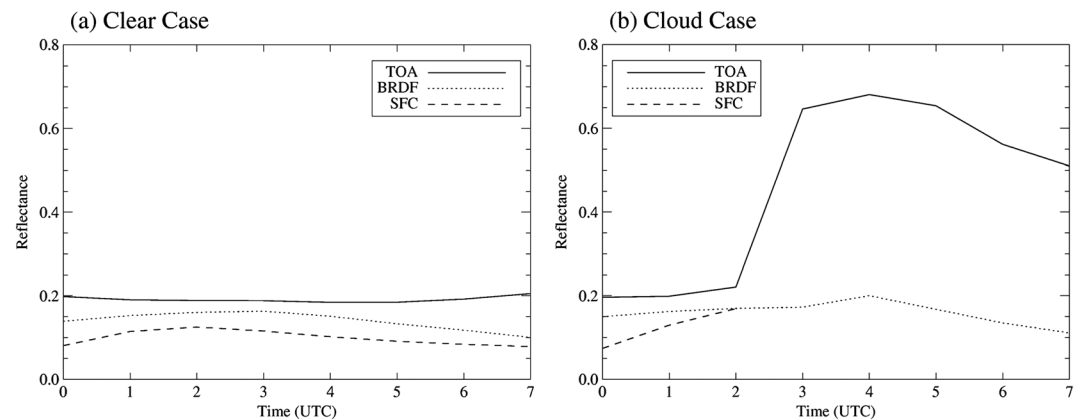 (a) Clear Case
0.8
0.6
0.4
0.2
0.0
Reflectance
TOA
BRDF
SFC
0 1 2 3 4 5 6 7
Time (UTC)
(b) Cloud Case
0.8
0.6
0.4
0.2
0.0
Reflectance
TOA
BRDF
SFC
0 1 2 3 4 5 6 7
Time (UTC)